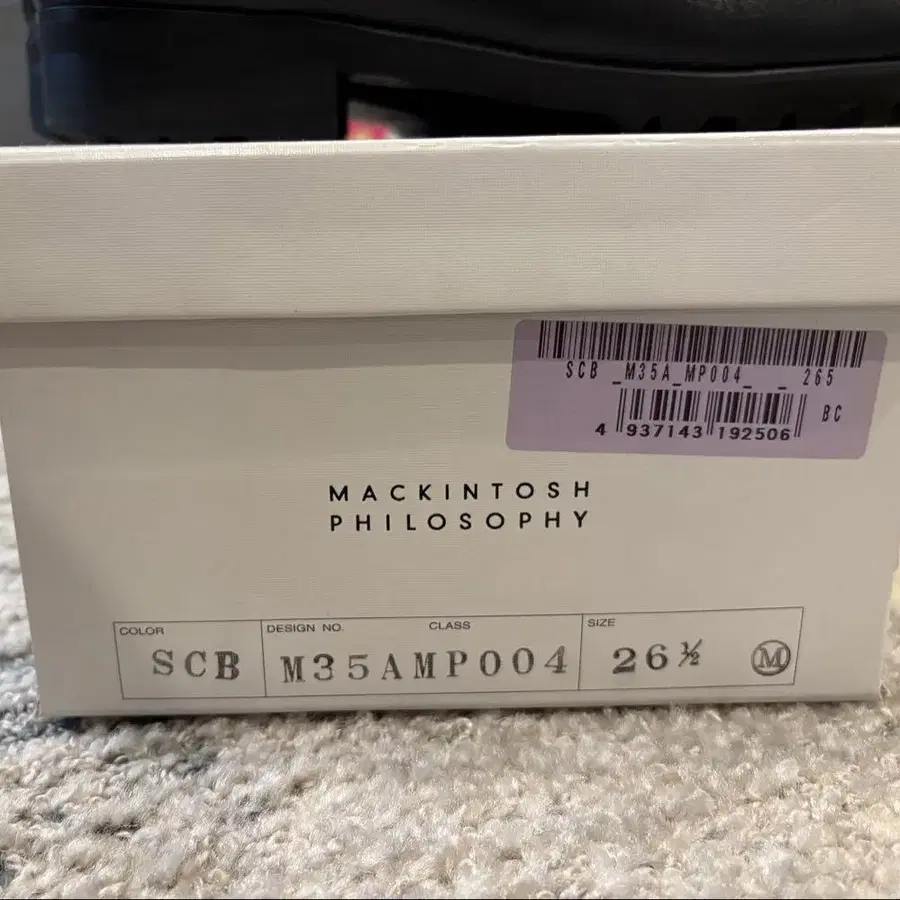 SCB _M35A_MP004_ _ 265
BC
4 937143 192506
MACKINTOSH
PHILOSOPHY
COLOR DESIGN NO. CLASS SIZE
SCB M35AMP004 26½ M